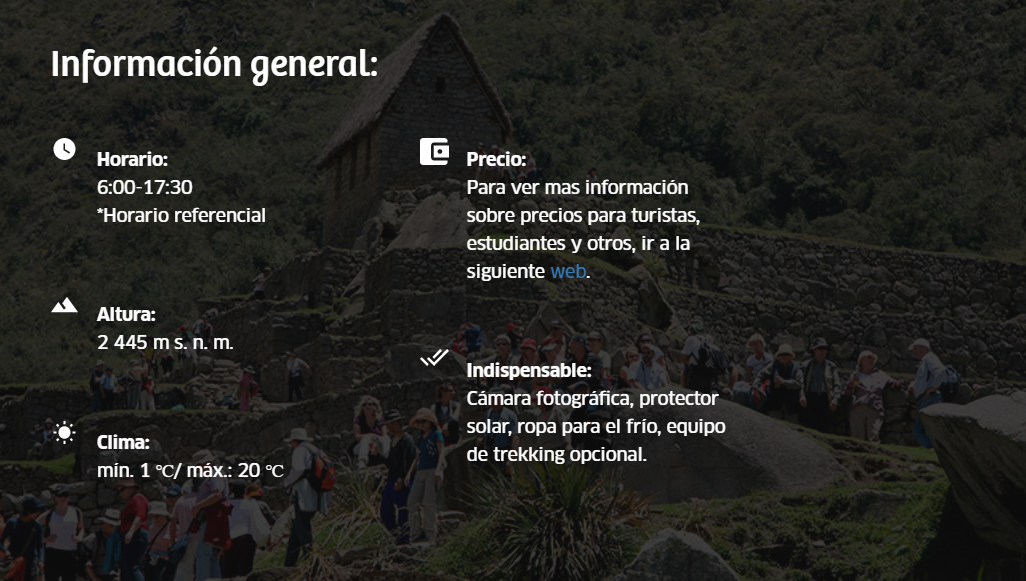 Información general:
Horario:
6:00-17:30
*Horario referencial
Altura:
2 445 m s. n. m.
Clima:
mín. 1 °C/ máx.: 20 °C
Precio:
Para ver mas información
sobre precios para turistas,
estudiantes y otros, ir a la
siguiente web.
Indispensable:
Cámara fotográfica, protector
solar, ropa para el frío, equipo
de trekking opcional.